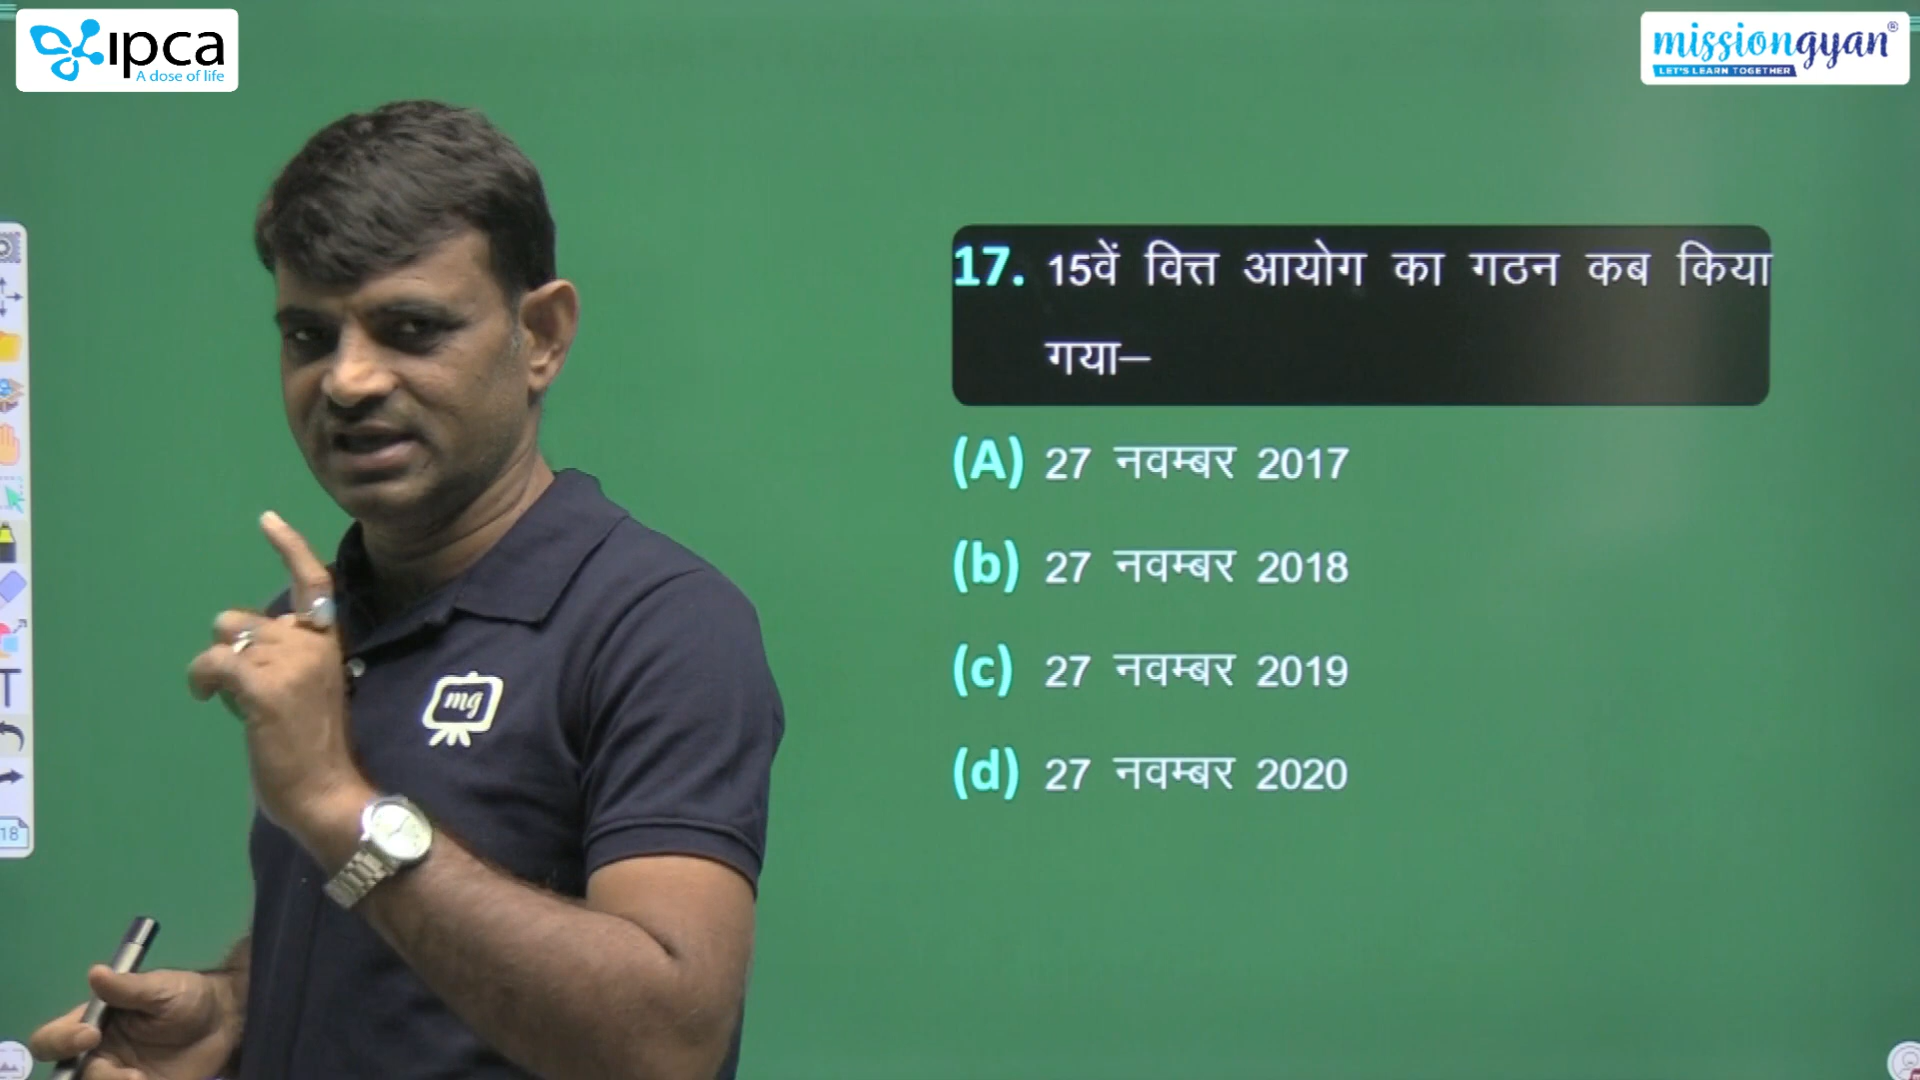 ipca
A dose of life
missiongyan®
LET'S LEARN TOGETHER
17. 15वें वित्त आयोग का गठन कब किया
गया–
(A) 27 नवम्बर 2017
(b) 27 नवम्बर 2018
(c) 27 नवम्बर 2019
(d) 27 नवम्बर 2020
mg
T
18